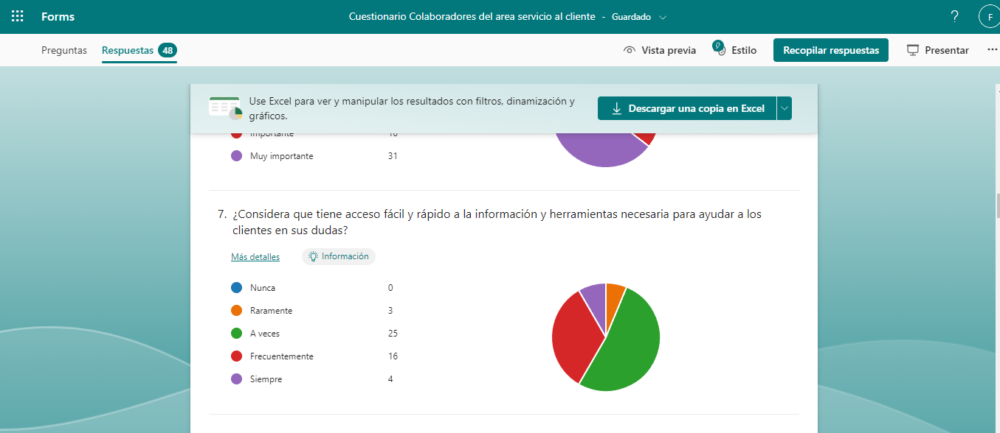 Forms
Cuestionario Colaboradores del area servicio al cliente - Guardado
?
F
Preguntas
Respuestas 48
Vista previa
Estilo
Recopilar respuestas
Presentar
...
Use Excel para ver y manipular los resultados con filtros, dinamización y
gráficos.
Descargar una copia en Excel
Importante
Muy importante 31
7. ¿Considera que tiene acceso fácil y rápido a la información y herramientas necesaria para ayudar a los
clientes en sus dudas?
Más detalles
Información
Nunca 0
Raramente 3
A veces 25
Frecuentemente 16
Siempre 4